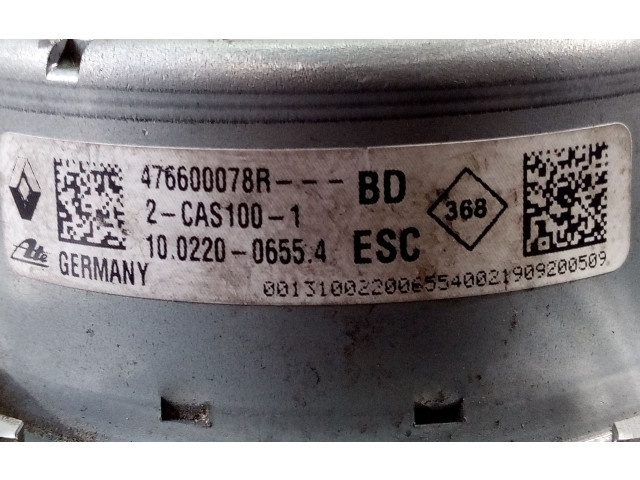 476600078R--- BD
2-CAS100-1
368
10.0220-0655.4 ESC
Ate GERMANY
0013100220065540021909200509